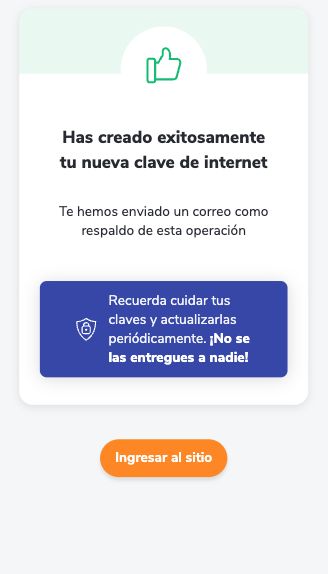 Has creado exitosamente
tu nueva clave de internet
Te hemos enviado un correo como
respaldo de esta operación
Recuerda cuidar tus
claves y actualizarlas
periódicamente. ¡No se
las entregues a nadie!
Ingresar al sitio